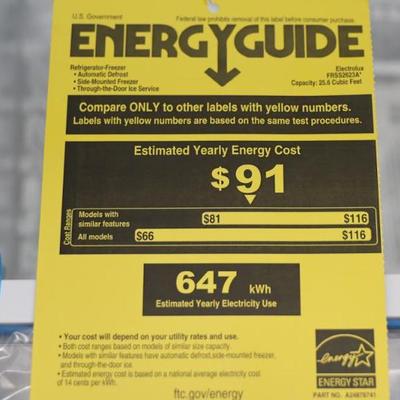 U.S. Government
Federal law prohibits removal of this label before consumer purchase.
ENERGYGUIDE
Refrigerator-Freezer
• Automatic Defrost
• Side-Mounted Freezer
• Through-the-Door Ice Service
Electrolux
FRSS2623A*
Capacity: 25.6 Cubic Feet
Compare ONLY to other labels with yellow numbers.
Labels with yellow numbers are based on the same test procedures.
Estimated Yearly Energy Cost
$91
Cost Ranges
Models with
similar features
$81
$116
All models
$66
$116
647 kWh
Estimated Yearly Electricity Use
• Your cost will depend on your utility rates and use.
• Both cost ranges based on models of similar size capacity.
• Models with similar features have automatic defrost,side-mounted freezer,
and through-the-door ice.
• Estimated energy cost is based on a national average electricity cost
of 14 cents per kWh.
ftc.gov/energy
energy
ENERGY STAR
PART NO. A24878741